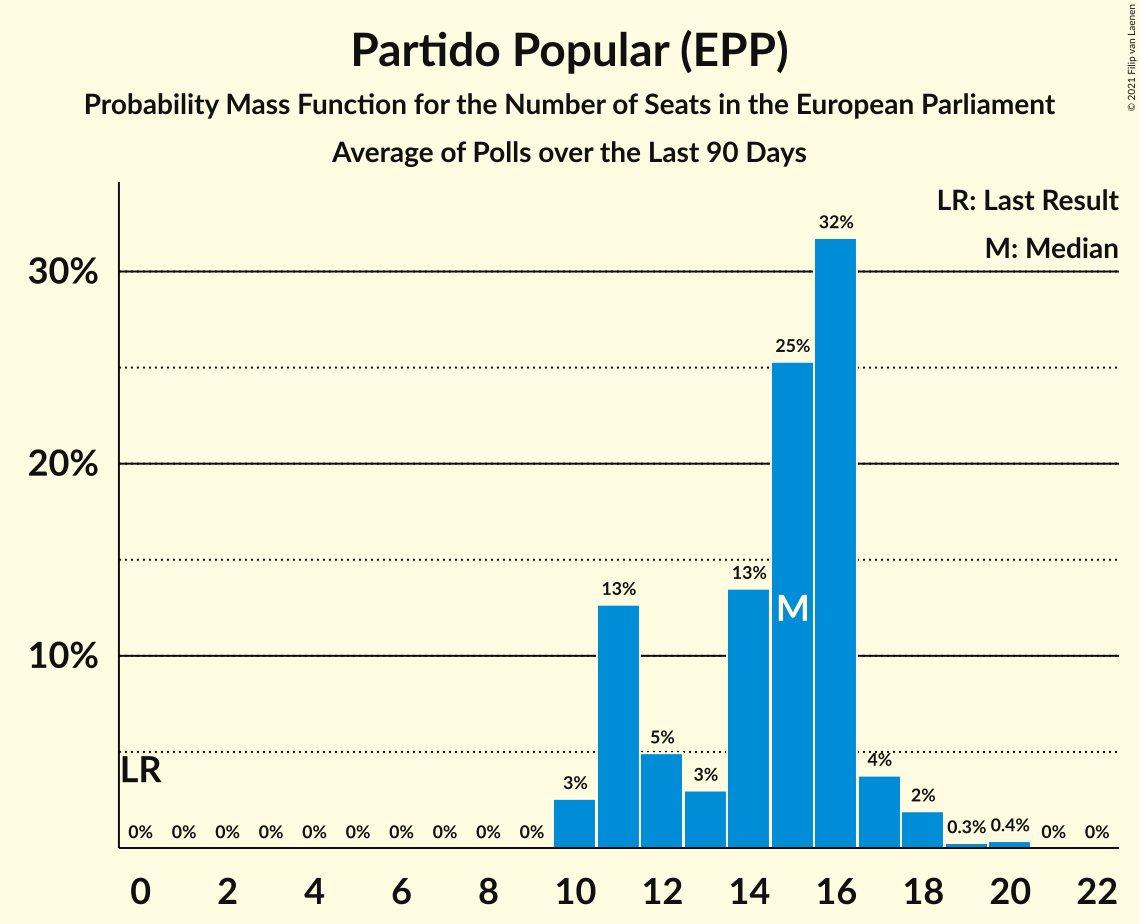 Partido Popular (EPP)
Probability Mass Function for the Number of Seats in the European Parliament
Average of Polls over the Last 90 Days
© 2021 Filip van Laenen
LR: Last Result
M: Median
30%
20%
10%
32%
25%
13%
13%
M
5%
3%
4%
LR
3%
2%
0% 0% 0% 0% 0% 0% 0% 0% 0% 0% 0.3% 0.4% 0% 0%
0 2 4 6 8 10 12 14 16 18 20 22